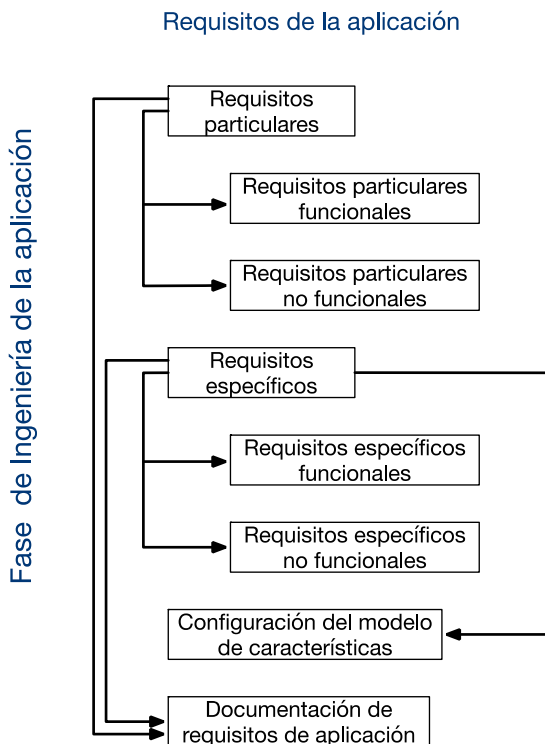 Requisitos de la aplicación
Fase de Ingeniería de la aplicación
Requisitos
particulares
Requisitos particulares
funcionales
Requisitos particulares
no funcionales
Requisitos
específicos
Requisitos específicos
funcionales
Requisitos específicos
no funcionales
Configuración del modelo
de características
Documentación de
requisitos de aplicación